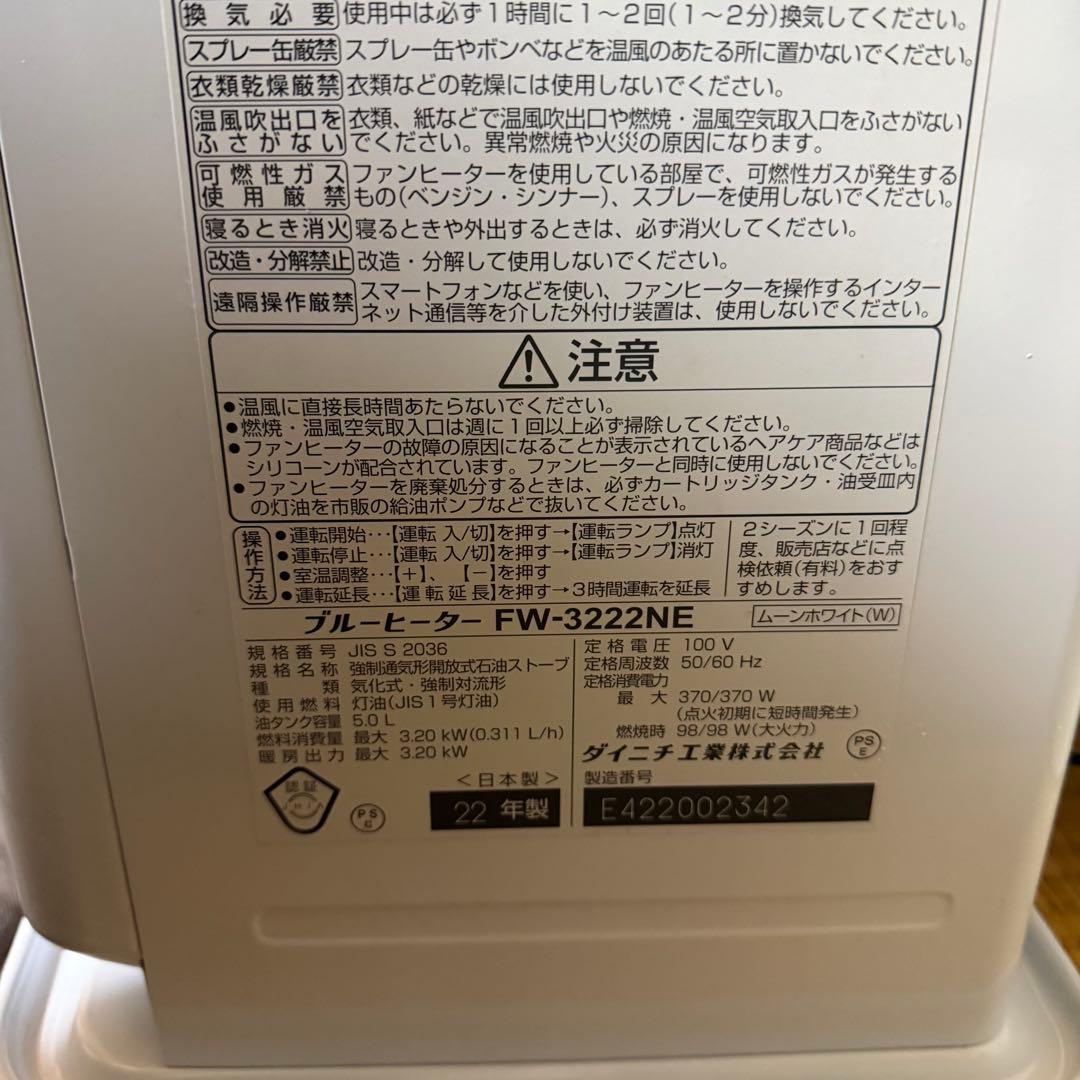 換気必要 使用中は必ず1時間に1～2回(1～2分)換気してください。
スプレー缶厳禁 スプレー缶やボンベなどを温風のあたる所に置かないでください。
衣類乾燥厳禁 衣類などの乾燥には使用しないでください。
温風吹出口を 衣類、紙などで温風吹出口や燃焼・温風空気取入口をふさがない
ふさがない でください。異常燃焼や火災の原因になります。
可燃性ガス ファンヒーターを使用している部屋で、可燃性ガスが発生する
使用厳禁 もの(ベンジン・シンナー)、スプレーを使用しないでください。
寝るとき消火 寝るときや外出するときは、必ず消火してください。
改造・分解禁止 改造・分解して使用しないでください。
遠隔操作厳禁 スマートフォンなどを使い、ファンヒーターを操作するインター
ネット通信等を介した外付け装置は、使用しないでください。
注意
●温風に直接長時間あたらないでください。
●燃焼・温風空気取入口は週に1回以上必ず掃除してください。
●ファンヒーターの故障の原因になることが表示されているヘアケア商品などは
シリコーンが配合されています。ファンヒーターと同時に使用しないでください。
●ファンヒーターを廃棄処分するときは、必ずカートリッジタンク・油受皿内
の灯油を市販の給油ポンプなどで抜いてください。
操作方法
●運転開始･･･【運転 入/切】を押す→【運転ランプ】点灯
●運転停止･･･【運転 入/切】を押す→【運転ランプ】消灯
●室温調整･･･【＋】、【－】を押す
●運転延長･･･【運転延長】を押す→3時間運転を延長
2シーズンに1回程
度、販売店などに点
検依頼(有料)をおす
すめします。
ブルーヒーター FW-3222NE ムーンホワイト(W)
規格番号 JIS S 2036
規格名称 強制通気形開放式石油ストーブ
種類 気化式・強制対流形
使用燃料 灯油(JIS1号灯油)
油タンク容量 5.0 L
燃料消費量 最大 3.20 kW(0.311 L/h)
暖房出力 最大 3.20 kW
定格電圧 100 V
定格周波数 50/60 Hz
定格消費電力
最大 370/370 W
(点火初期に短時間発生)
燃焼時 98/98 W(大火力)
ダイニチ工業株式会社 PS E
<日本製> 製造番号
認証 JHIA PS C 22 年製 E422002342